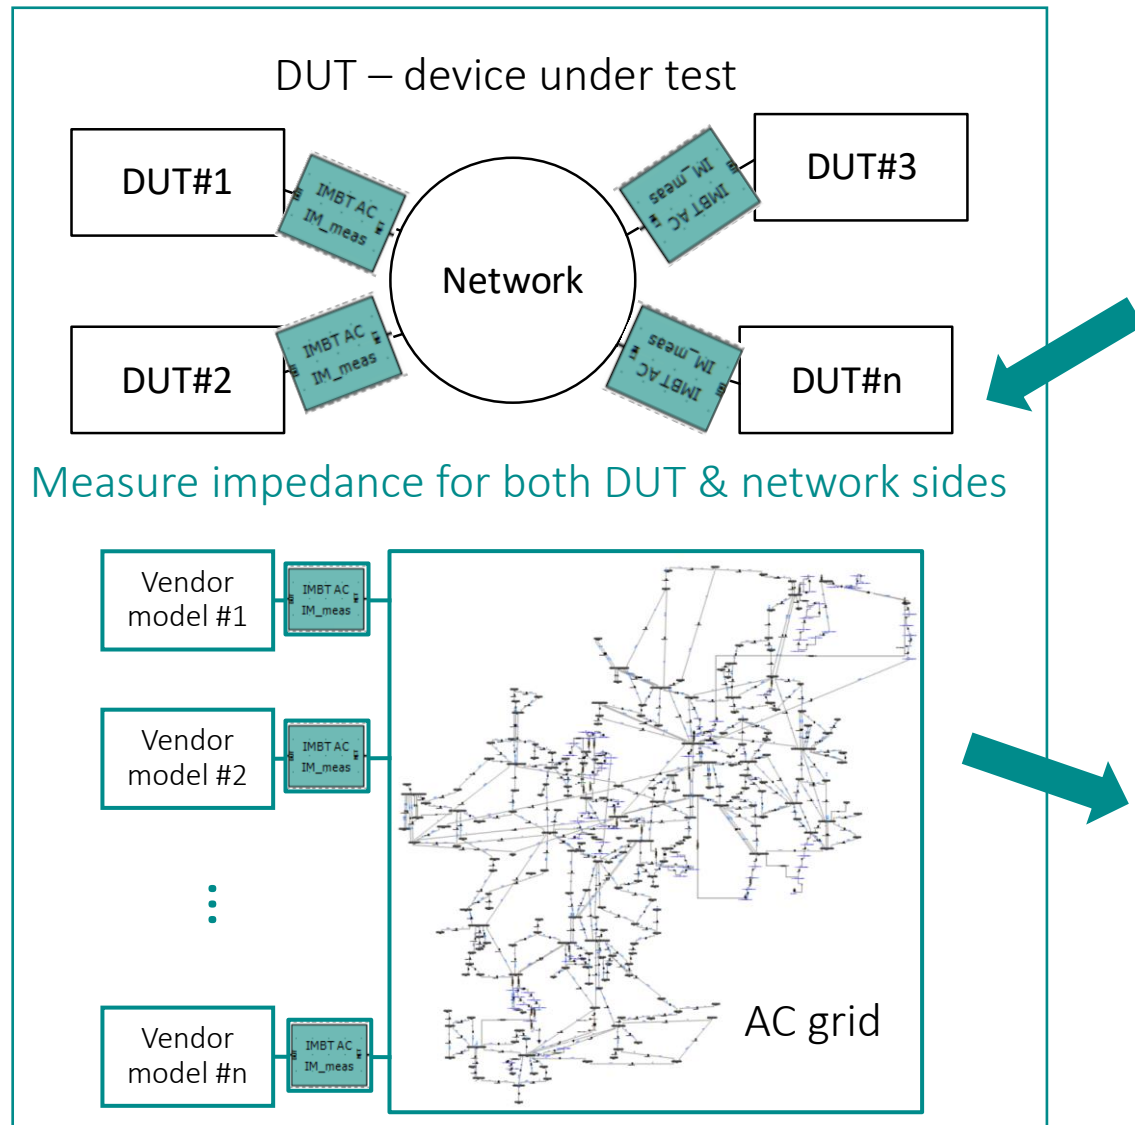 DUT – device under test
DUT#1
IMBT AC
IM_meas
IMBT AC
IM_meas
DUT#3
Network
DUT#2
IMBT AC
IM_meas
IMBT AC
IM_meas
DUT#n
Measure impedance for both DUT & network sides
Vendor
model #1
IMBT AC
IM_meas
Vendor
model #2
IMBT AC
IM_meas
Vendor
model #n
IMBT AC
IM_meas
AC grid